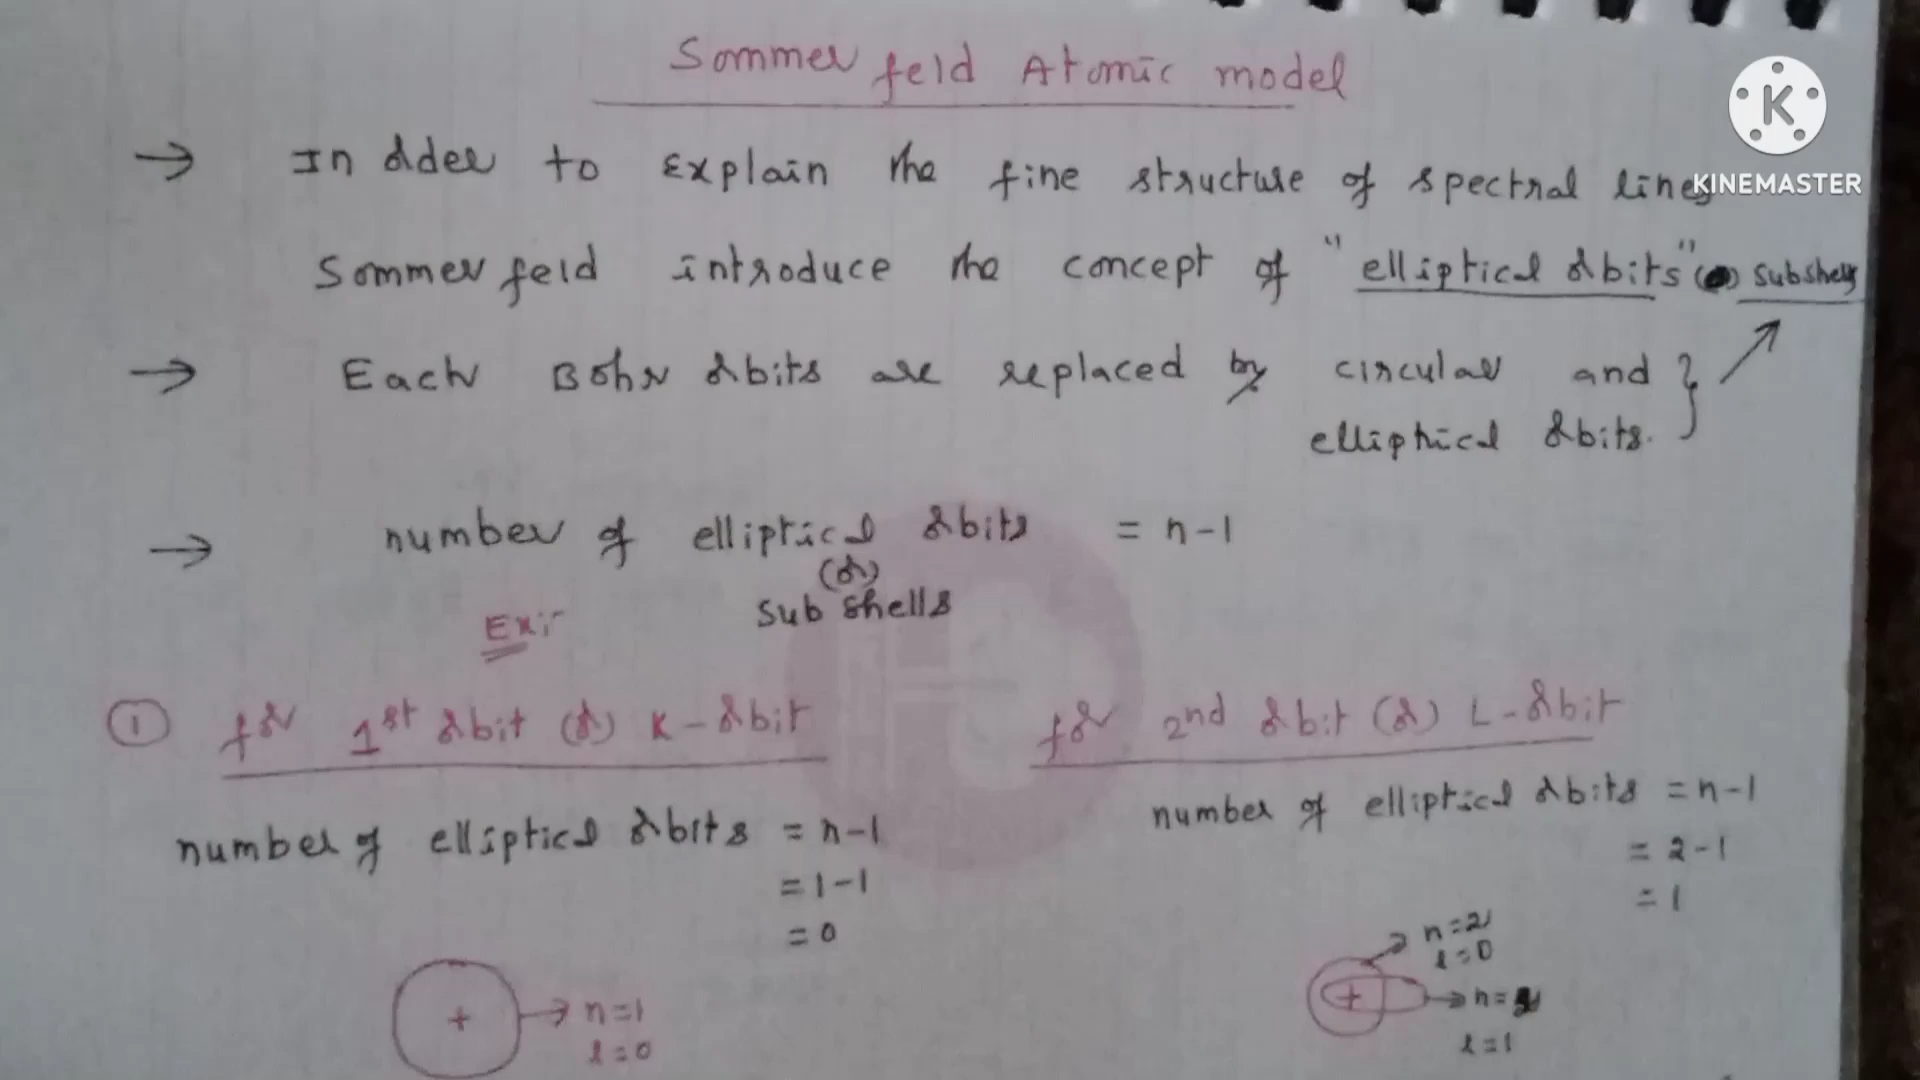 Sommerfeld Atomic model
→ In order to Explain the fine structure of spectral lines
KINEMASTER
Sommerfeld introduce the concept of "elliptical orbits" () subshells
→ Each Bohr orbits are replaced by circular and
elliptical orbits.
→ number of elliptical orbits = n-1
(or)
Sub shells
Ex:-
① for 1st orbit (or) K-orbit
number of elliptical orbits = n-1
= 1-1
= 0
+ → n=1
l=0
for 2nd orbit (or) L-orbit
number of elliptical orbits = n-1
= 2-1
= 1
→ n=2
l=0
+ → n=2
l=1